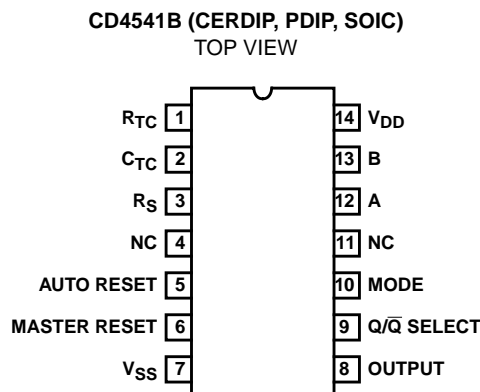 CD4541B (CERDIP, PDIP, SOIC)
TOP VIEW
RTC 1 14 VDD
CTC 2 13 B
RS 3 12 A
NC 4 11 NC
AUTO RESET 5 10 MODE
MASTER RESET 6 9 Q/Q̅ SELECT
VSS 7 8 OUTPUT